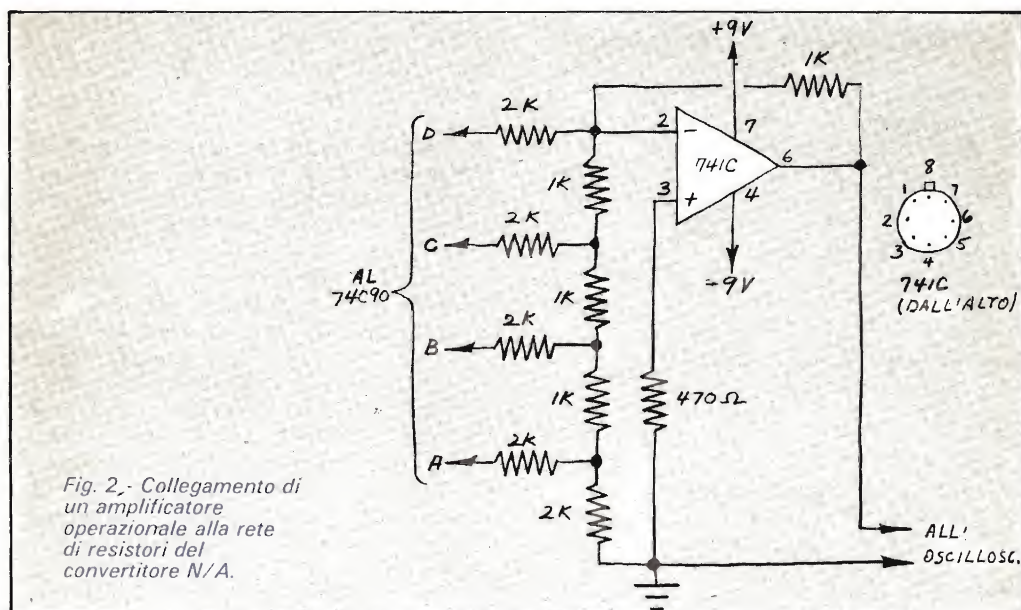 +9V
1K
2K
D
2
-
7
741C
6
3
+
4
1K
-9V
2K
C
AL
74C90
1K
2K
B
1K
470Ω
2K
A
2K
8
1
7
2
6
3
5
4
741C
(DALL'ALTO)
ALL'
OSCILLOSC.
Fig. 2,- Collegamento di
un amplificatore
operazionale alla rete
di resistori del
convertitore N/A.